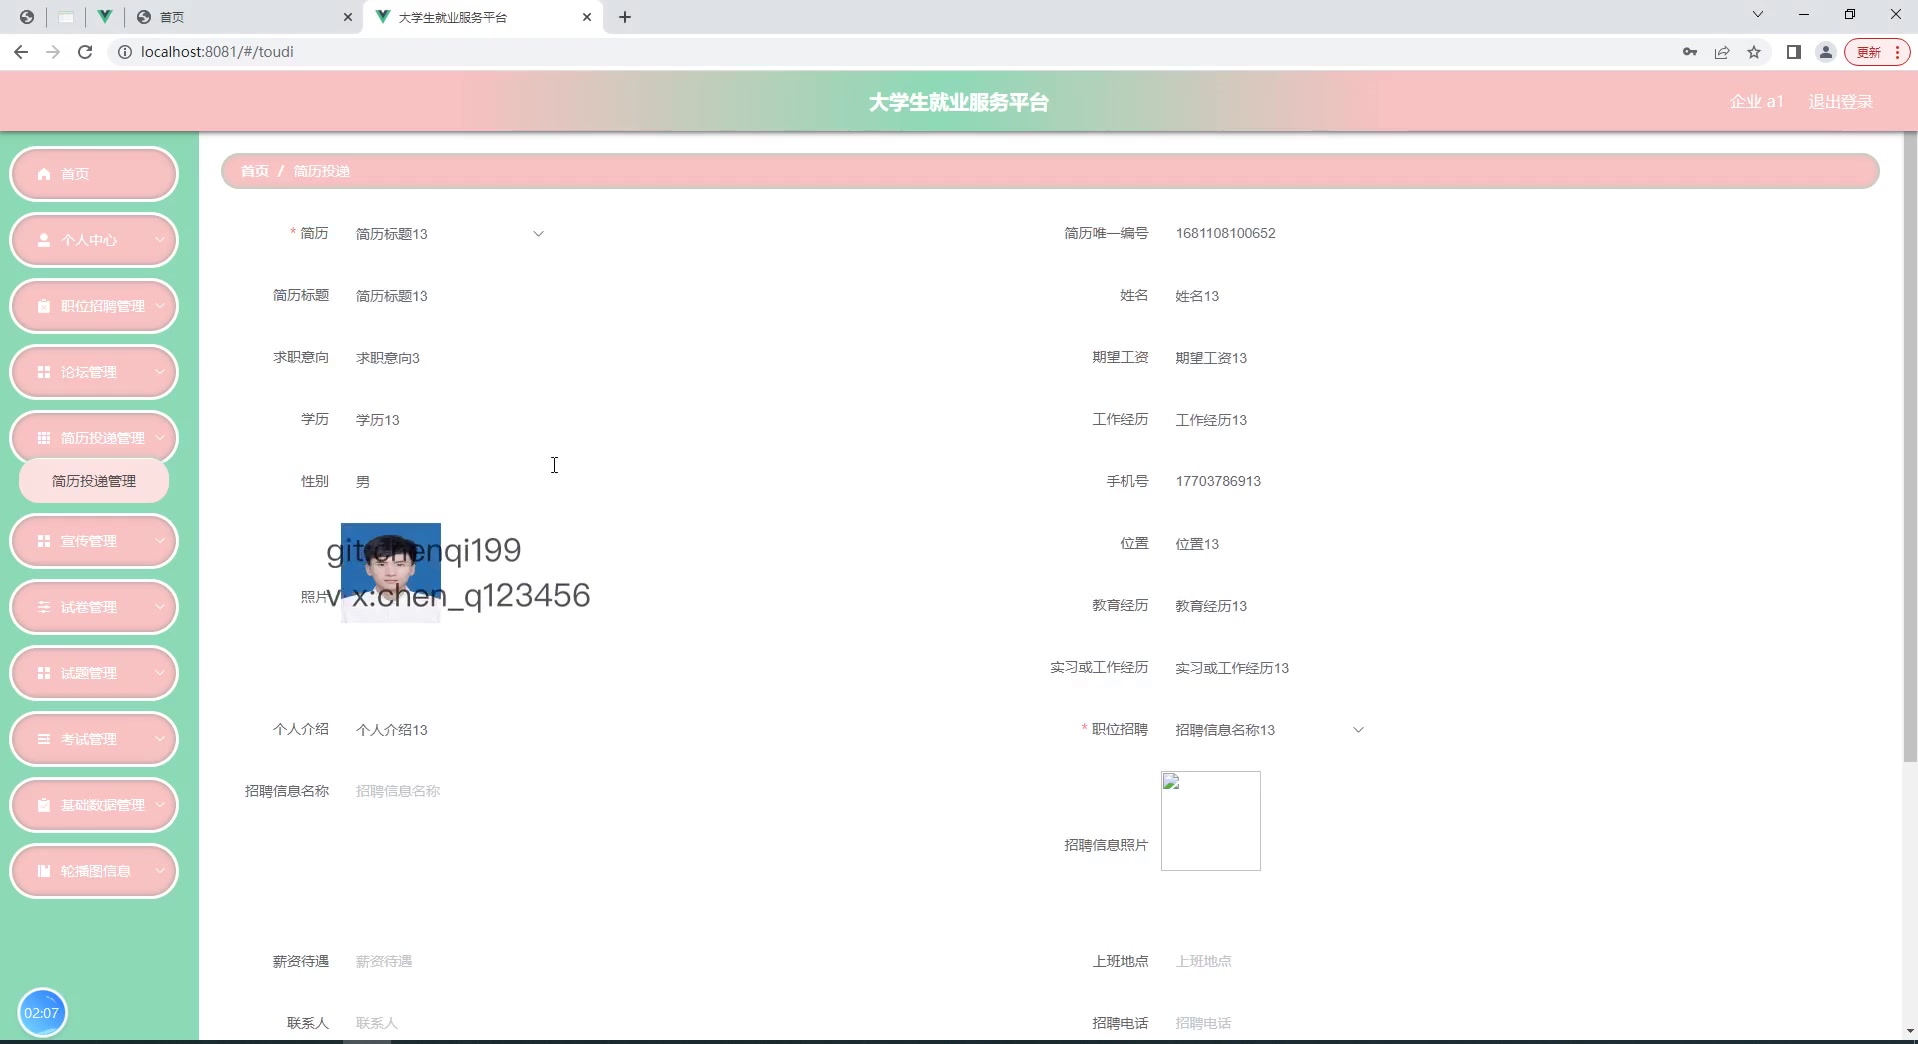 首页
大学生就业服务平台
localhost:8081/#/toudi
更新
大学生就业服务平台
企业 a1
退出登录
首页
个人中心
职位招聘管理
论坛管理
简历投递管理
简历投递管理
宣传管理
试卷管理
试题管理
考试管理
基础数据管理
轮播图信息
02:07
首页 / 简历投递
* 简历 简历标题13
简历唯一编号 1681108100652
简历标题 简历标题13
姓名 姓名13
求职意向 求职意向3
期望工资 期望工资13
学历 学历13
工作经历 工作经历13
性别 男
手机号 17703786913
照片
git:chenqi199
v x:chen_q123456
位置 位置13
教育经历 教育经历13
实习或工作经历 实习或工作经历13
个人介绍 个人介绍13
* 职位招聘 招聘信息名称13
招聘信息名称 招聘信息名称
招聘信息照片
薪资待遇 薪资待遇
上班地点 上班地点
联系人 联系人
招聘电话 招聘电话